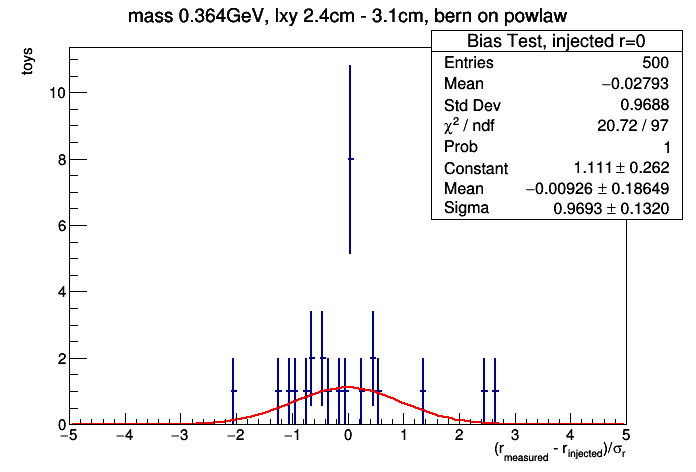 mass 0.364GeV, lxy 2.4cm - 3.1cm, bern on powlaw
toys
Bias Test, injected r=0
Entries 500
Mean −0.02793
Std Dev 0.9688
χ² / ndf 20.72 / 97
Prob 1
Constant 1.111 ± 0.262
Mean −0.00926 ± 0.18649
Sigma 0.9693 ± 0.1320
10
8
6
4
2
0
−5 −4 −3 −2 −1 0 1 2 3 4 5
(r_measured - r_injected)/σ_r